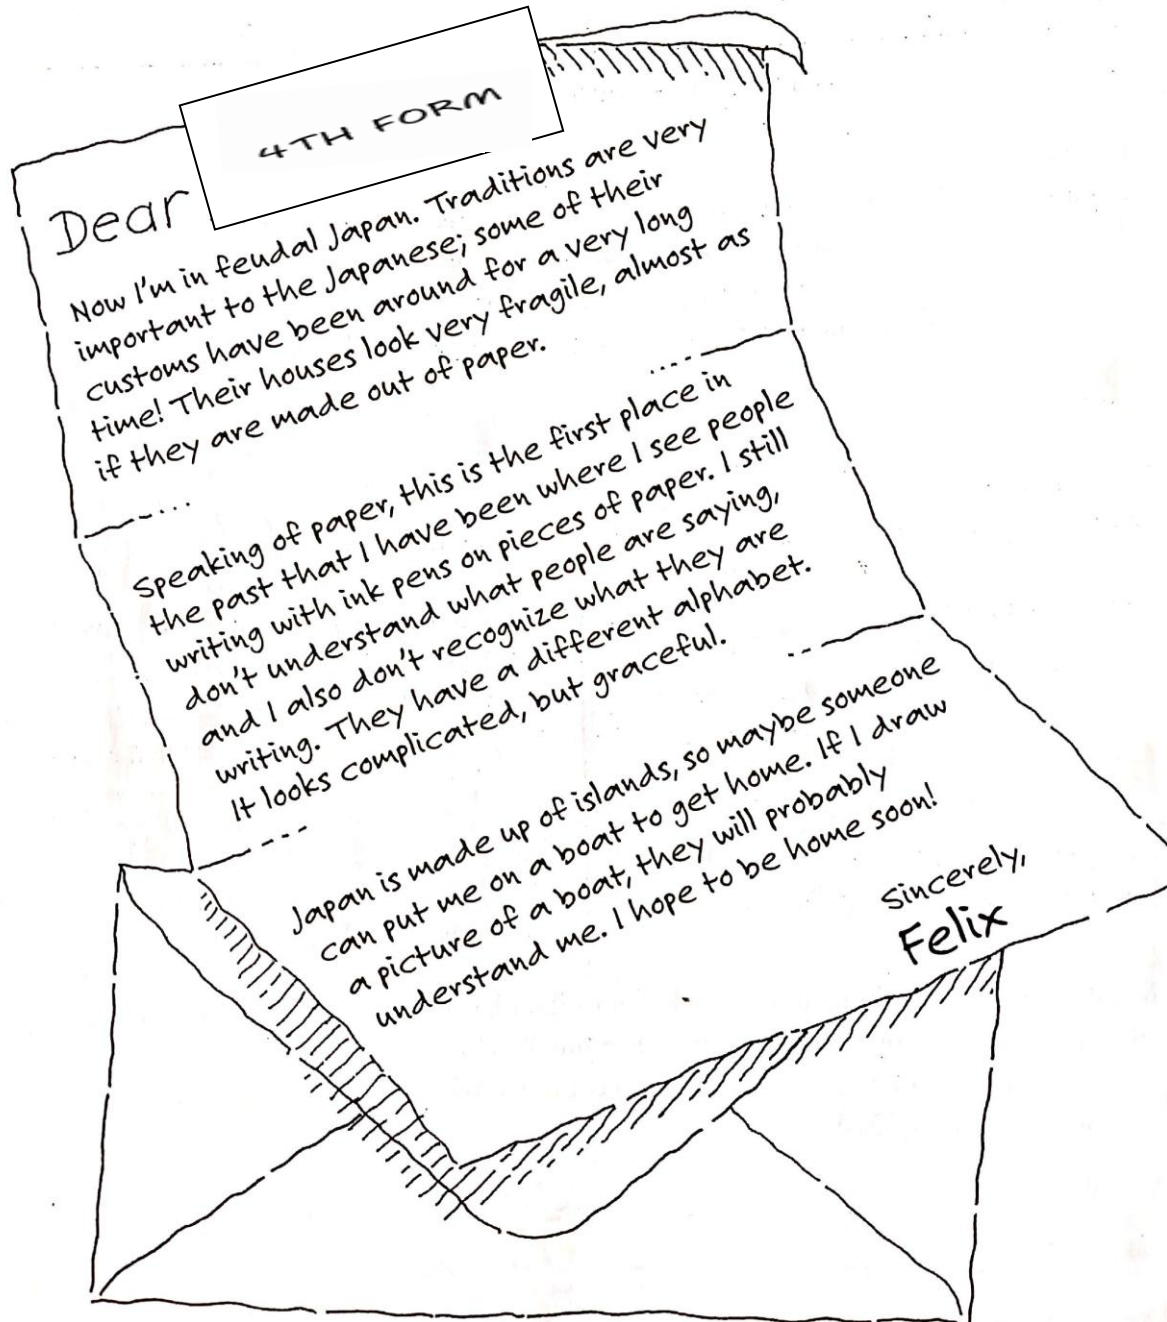 4TH FORM
Dear
Now I'm in feudal Japan. Traditions are very
important to the Japanese; some of their
customs have been around for a very long
time! Their houses look very fragile, almost as
if they are made out of paper.
Speaking of paper, this is the first place in
the past that I have been where I see people
writing with ink pens on pieces of paper. I still
don't understand what people are saying,
and I also don't recognize what they are
writing. They have a different alphabet.
It looks complicated, but graceful.
Japan is made up of islands, so maybe someone
can put me on a boat to get home. If I draw
a picture of a boat, they will probably
understand me. I hope to be home soon!
Sincerely,
Felix